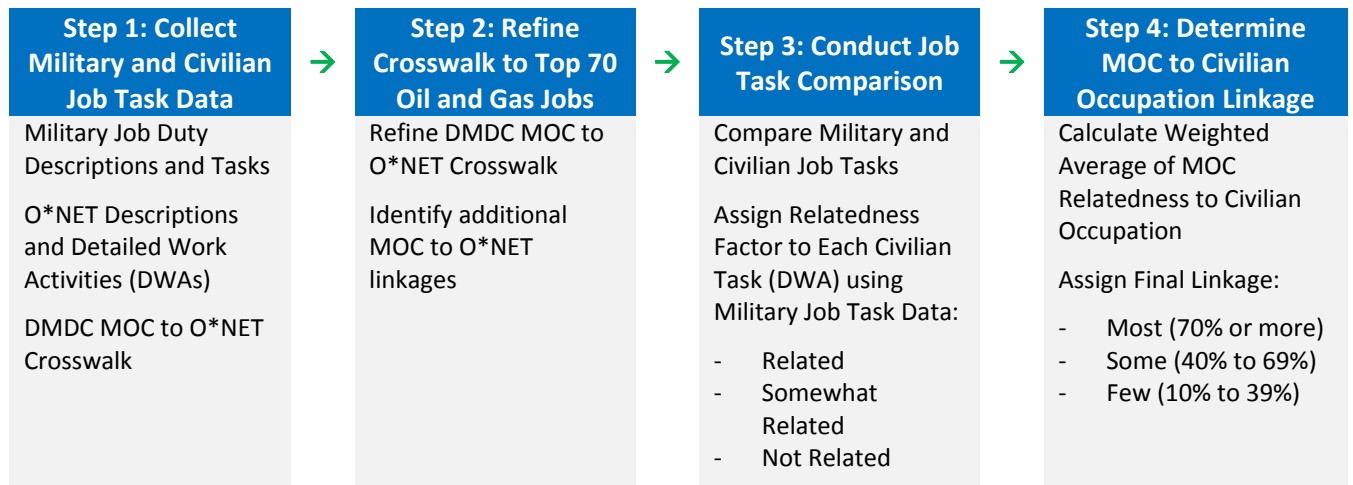 Step 1: Collect
Military and Civilian
Job Task Data
Military Job Duty
Descriptions and Tasks
O*NET Descriptions
and Detailed Work
Activities (DWAs)
DMDC MOC to O*NET
Crosswalk
→
Step 2: Refine
Crosswalk to Top 70
Oil and Gas Jobs
Refine DMDC MOC to
O*NET Crosswalk
Identify additional
MOC to O*NET
linkages
→
Step 3: Conduct Job
Task Comparison
Compare Military and
Civilian Job Tasks
Assign Relatedness
Factor to Each Civilian
Task (DWA) using
Military Job Task Data:
- Related
- Somewhat
Related
- Not Related
→
Step 4: Determine
MOC to Civilian
Occupation Linkage
Calculate Weighted
Average of MOC
Relatedness to Civilian
Occupation
Assign Final Linkage:
- Most (70% or more)
- Some (40% to 69%)
- Few (10% to 39%)